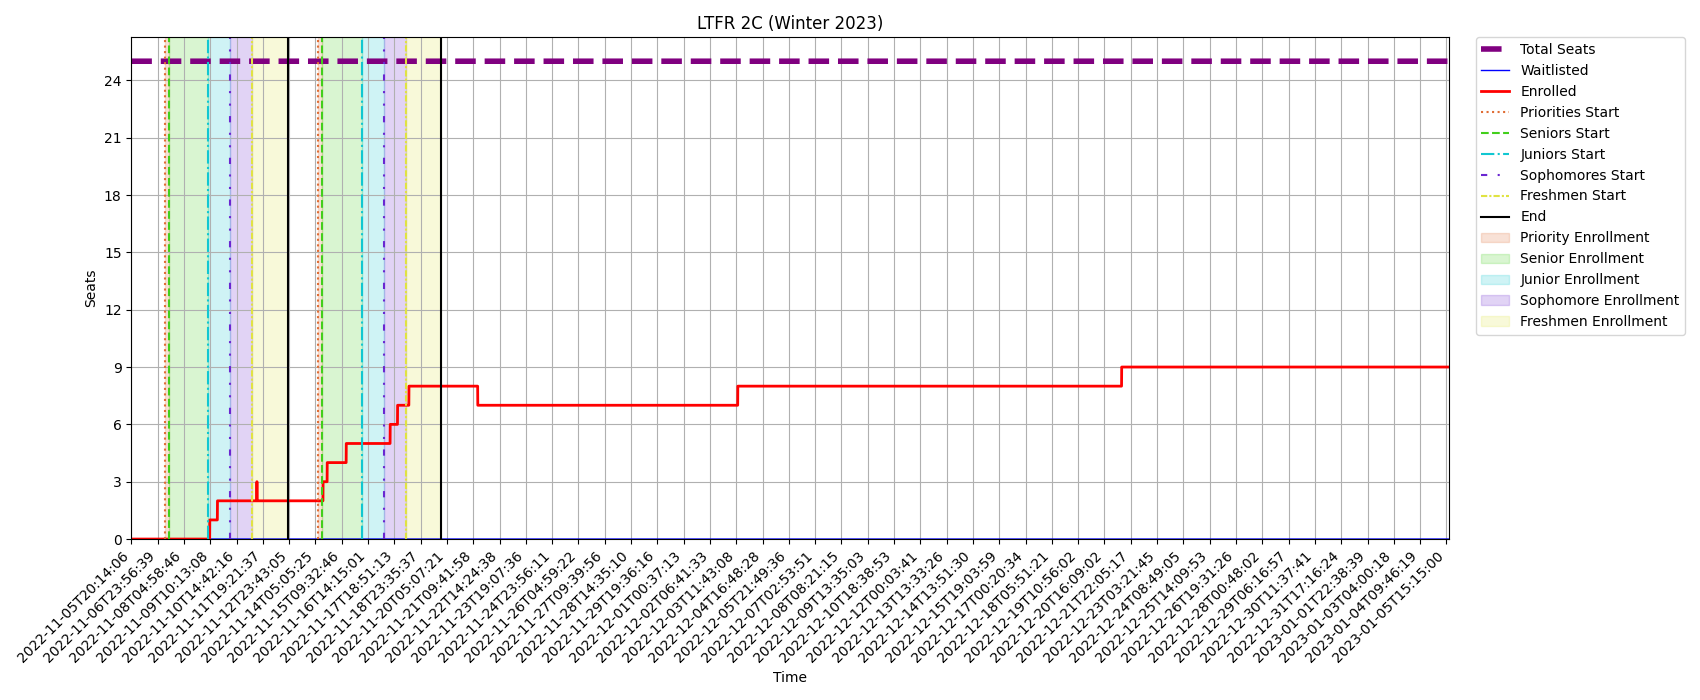 LTFR 2C (Winter 2023)
Total Seats
Waitlisted
Enrolled
Priorities Start
Seniors Start
Juniors Start
Sophomores Start
Freshmen Start
End
Priority Enrollment
Senior Enrollment
Junior Enrollment
Sophomore Enrollment
Freshmen Enrollment
Seats
24
21
18
15
12
9
6
3
0
2022-11-05T20:14:06
2022-11-06T23:56:39
2022-11-08T04:58:46
2022-11-09T10:13:08
2022-11-10T14:42:16
2022-11-11T19:21:37
2022-11-12T23:43:05
2022-11-14T05:05:25
2022-11-15T09:32:46
2022-11-16T14:15:01
2022-11-17T18:51:13
2022-11-18T23:35:37
2022-11-20T05:07:21
2022-11-21T09:41:58
2022-11-22T14:24:38
2022-11-23T19:07:36
2022-11-24T23:56:11
2022-11-26T04:59:22
2022-11-27T09:39:56
2022-11-28T14:35:10
2022-11-29T19:36:16
2022-12-01T00:37:13
2022-12-02T06:41:33
2022-12-03T11:43:08
2022-12-04T16:48:28
2022-12-05T21:49:36
2022-12-07T02:53:51
2022-12-08T08:21:15
2022-12-09T13:35:03
2022-12-10T18:38:53
2022-12-12T00:03:41
2022-12-13T13:33:26
2022-12-14T13:51:30
2022-12-15T19:03:59
2022-12-17T00:20:34
2022-12-18T05:51:21
2022-12-19T10:56:02
2022-12-20T16:09:02
2022-12-21T22:05:17
2022-12-23T03:21:45
2022-12-24T08:49:05
2022-12-25T14:09:53
2022-12-26T19:31:26
2022-12-28T00:48:02
2022-12-29T06:16:57
2022-12-30T11:37:41
2022-12-31T17:16:24
2023-01-01T22:38:39
2023-01-03T04:00:18
2023-01-04T09:46:19
2023-01-05T15:15:00
Time